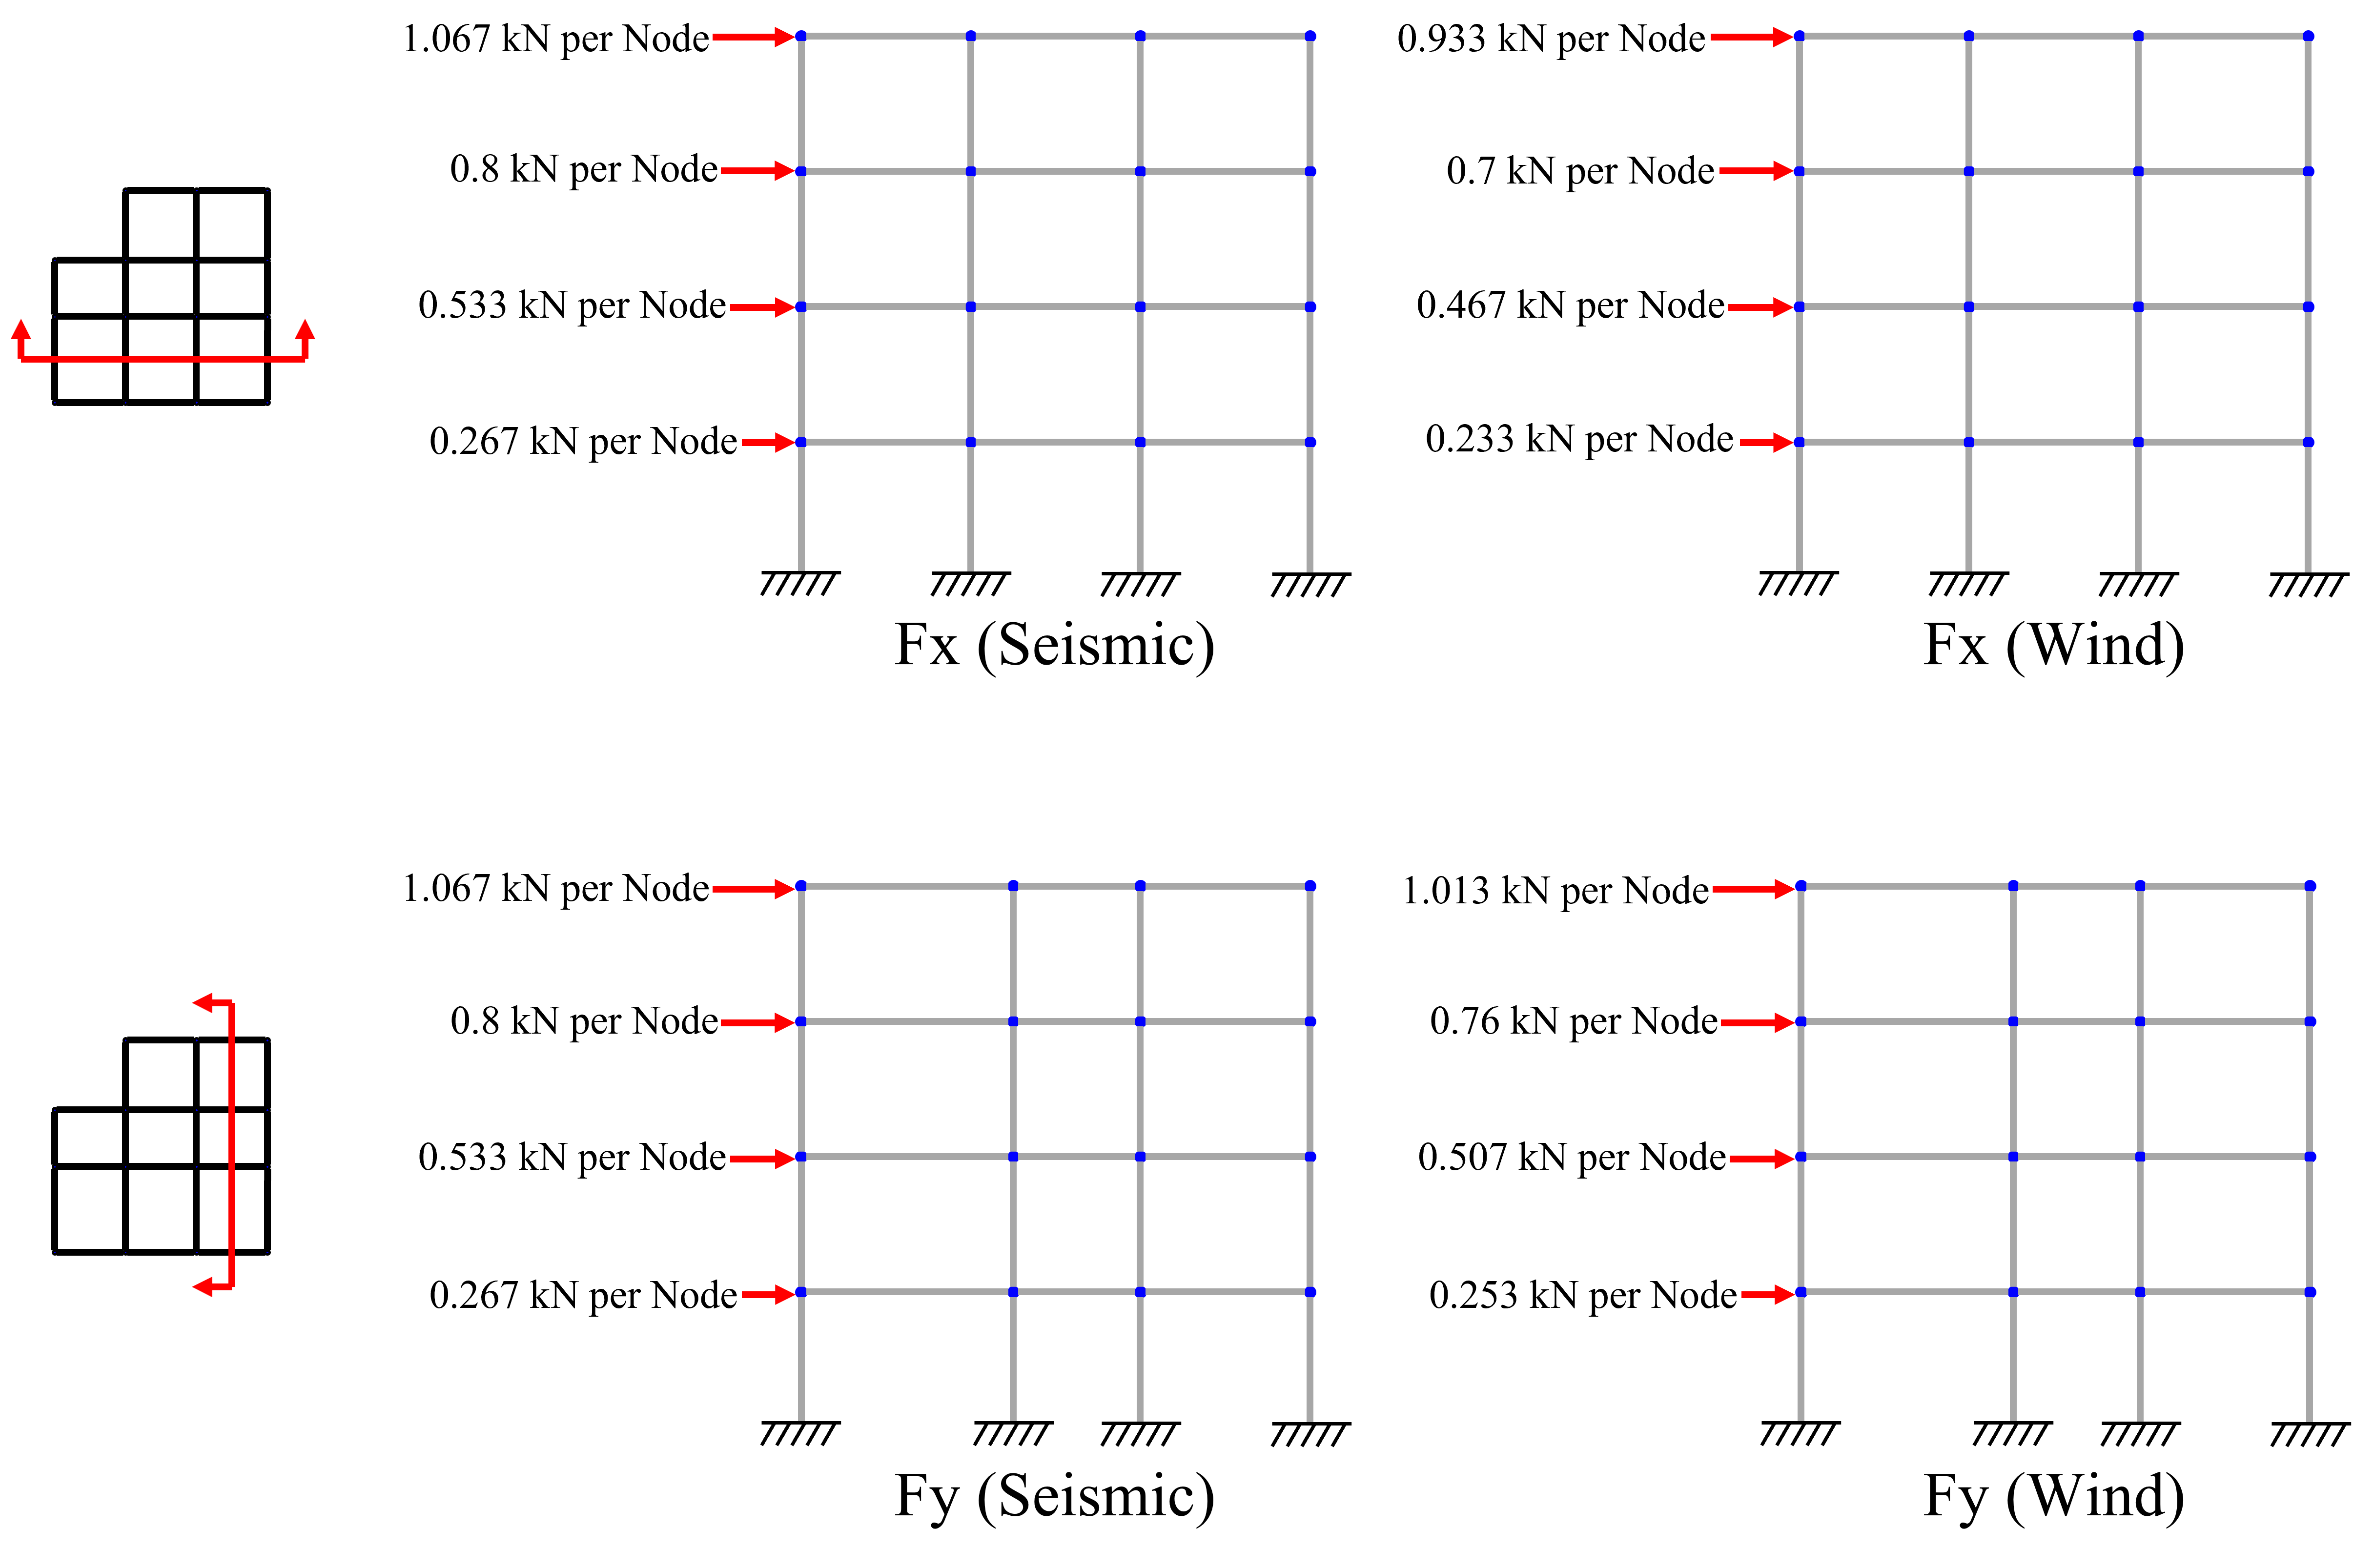 1.067 kN per Node
0.8 kN per Node
0.533 kN per Node
0.267 kN per Node
Fx (Seismic)
0.933 kN per Node
0.7 kN per Node
0.467 kN per Node
0.233 kN per Node
Fx (Wind)
1.067 kN per Node
0.8 kN per Node
0.533 kN per Node
0.267 kN per Node
Fy (Seismic)
1.013 kN per Node
0.76 kN per Node
0.507 kN per Node
0.253 kN per Node
Fy (Wind)